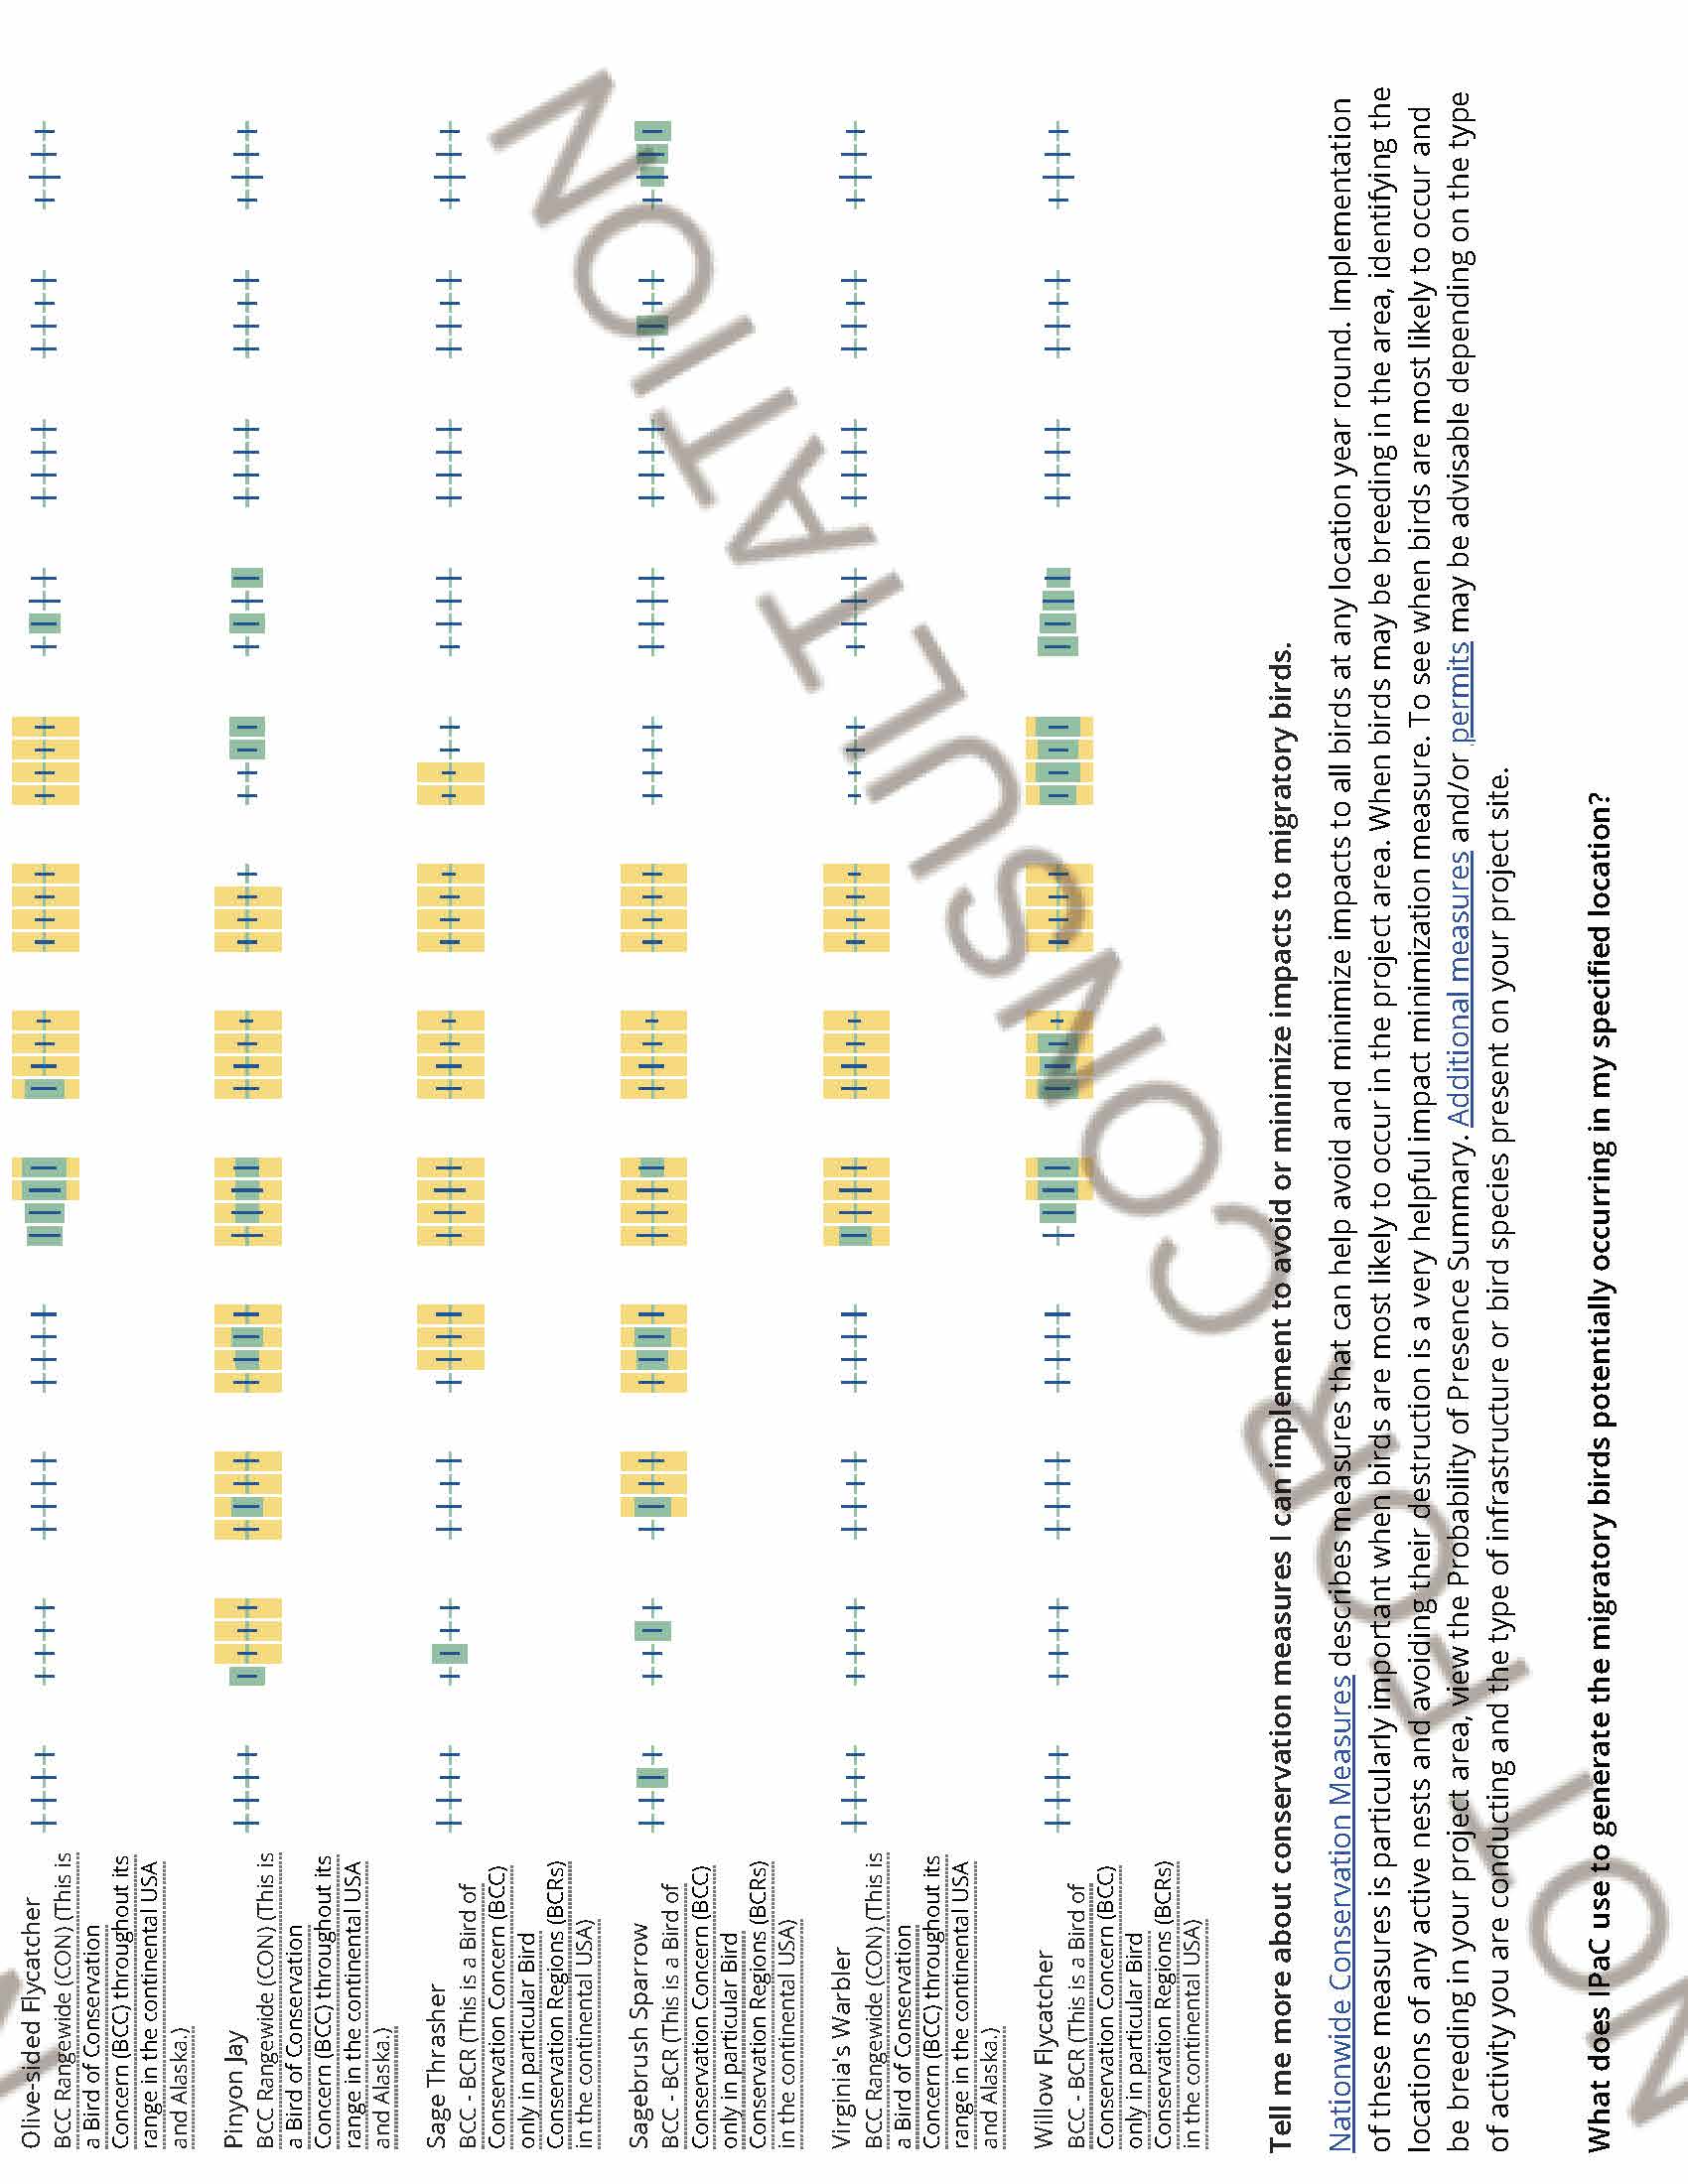 Olive-sided Flycatcher
BCC Rangewide (CON) (This is
a Bird of Conservation
Concern (BCC) throughout its
range in the continental USA
and Alaska.)
Pinyon Jay
BCC Rangewide (CON) (This is
a Bird of Conservation
Concern (BCC) throughout its
range in the continental USA
and Alaska.)
Sage Thrasher
BCC - BCR (This is a Bird of
Conservation Concern (BCC)
only in particular Bird
Conservation Regions (BCRs)
in the continental USA)
Sagebrush Sparrow
BCC - BCR (This is a Bird of
Conservation Concern (BCC)
only in particular Bird
Conservation Regions (BCRs)
in the continental USA)
Virginia's Warbler
BCC Rangewide (CON) (This is
a Bird of Conservation
Concern (BCC) throughout its
range in the continental USA
and Alaska.)
Willow Flycatcher
BCC - BCR (This is a Bird of
Conservation Concern (BCC)
only in particular Bird
Conservation Regions (BCRs)
in the continental USA)
Tell me more about conservation measures I can implement to avoid or minimize impacts to migratory birds.
Nationwide Conservation Measures describes measures that can help avoid and minimize impacts to all birds at any location year round. Implementation
of these measures is particularly important when birds are most likely to occur in the project area. When birds may be breeding in the area, identifying the
locations of any active nests and avoiding their destruction is a very helpful impact minimization measure. To see when birds are most likely to occur and
be breeding in your project area, view the Probability of Presence Summary. Additional measures and/or permits may be advisable depending on the type
of activity you are conducting and the type of infrastructure or bird species present on your project site.
What does IPaC use to generate the migratory birds potentially occurring in my specified location?
NOT FOR CONSULTATION